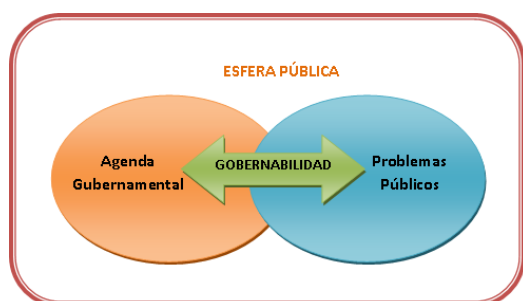 ESFERA PÚBLICA
Agenda
Gubernamental
GOBERNABILIDAD
Problemas
Públicos